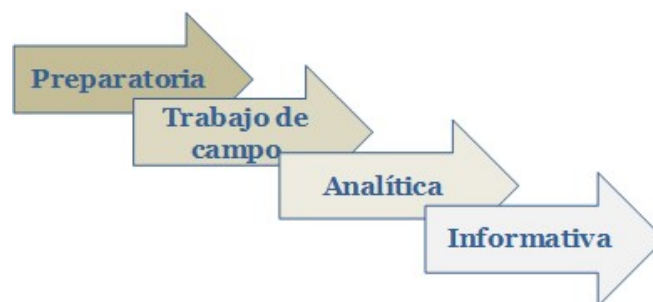 Preparatoria
Trabajo de
campo
Analítica
Informativa